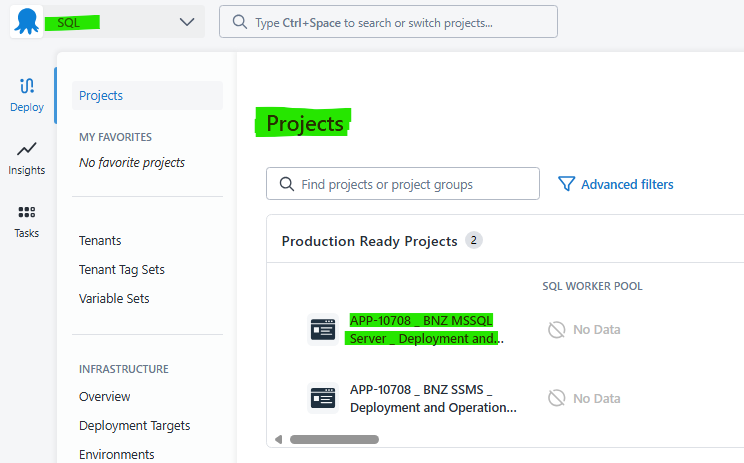 SQL
Type Ctrl+Space to search or switch projects...
Deploy
Insights
Tasks
Projects
MY FAVORITES
No favorite projects
Tenants
Tenant Tag Sets
Variable Sets
INFRASTRUCTURE
Overview
Deployment Targets
Environments
Projects
Find projects or project groups
Advanced filters
Production Ready Projects 2
SQL WORKER POOL
APP-10708 _ BNZ MSSQL
Server _ Deployment and...
No Data
APP-10708 _ BNZ SSMS _
Deployment and Operation...
No Data